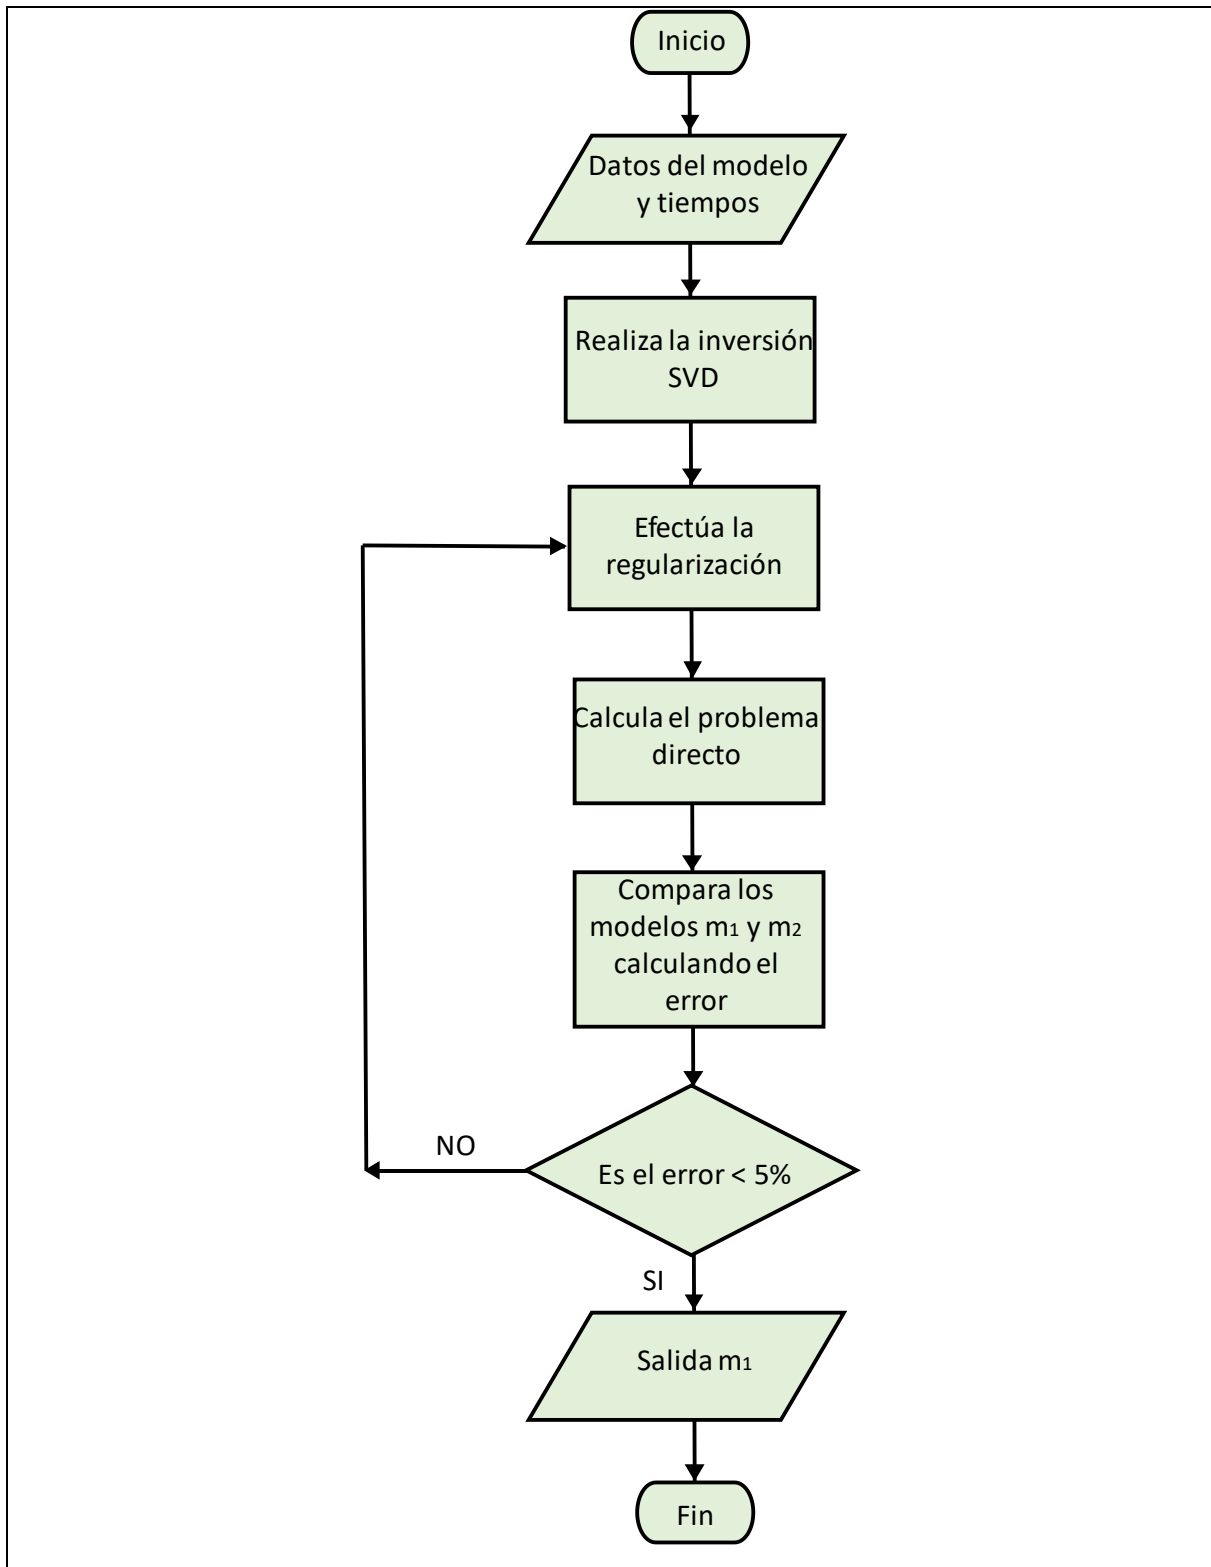 Inicio
Datos del modelo
y tiempos
Realiza la inversión
SVD
Efectúa la
regularización
Calcula el problema
directo
Compara los
modelos m1 y m2
calculando el
error
NO
Es el error < 5%
SI
Salida m1
Fin